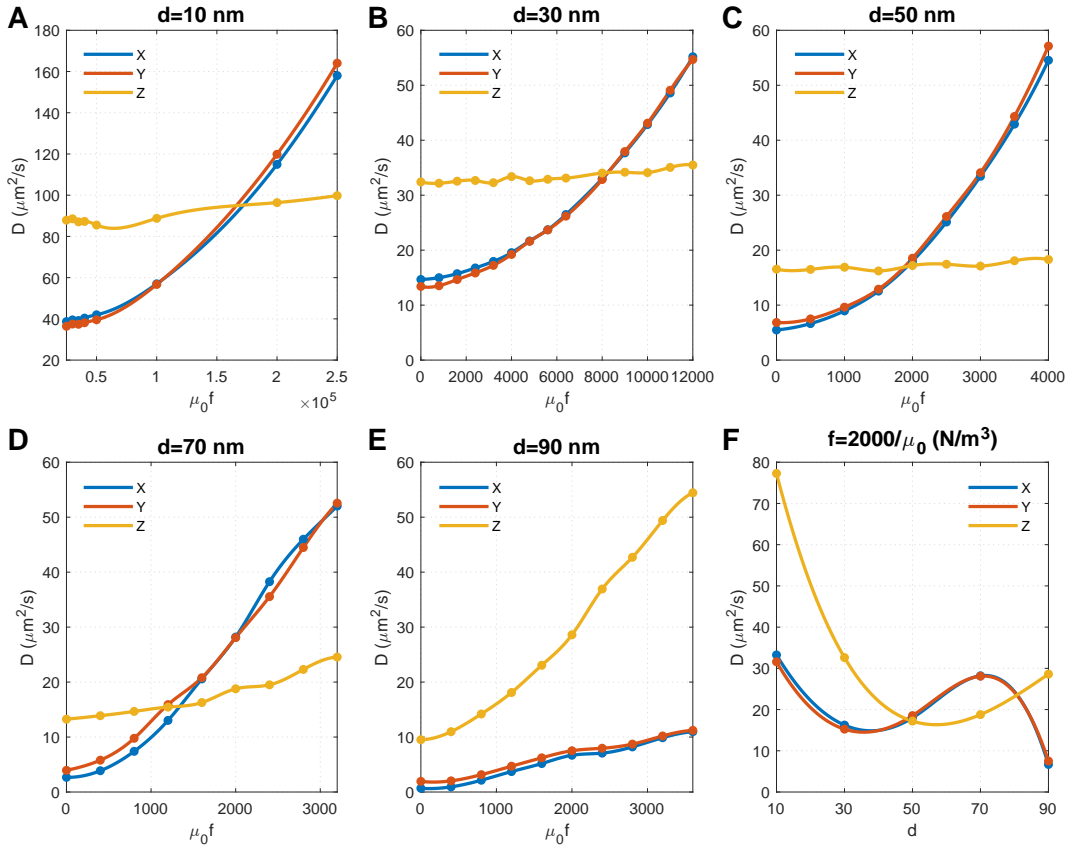 A
d=10 nm
D (μm²/s)
180
160
140
120
100
80
60
40
20
X
Y
Z
0.5
1
1.5
2
2.5
×10⁵
μ₀f
B
d=30 nm
D (μm²/s)
60
50
40
30
20
10
0
X
Y
Z
0
2000
4000
6000
8000
10000
12000
μ₀f
C
d=50 nm
D (μm²/s)
60
50
40
30
20
10
0
X
Y
Z
0
1000
2000
3000
4000
μ₀f
D
d=70 nm
D (μm²/s)
60
50
40
30
20
10
0
X
Y
Z
0
1000
2000
3000
μ₀f
E
d=90 nm
D (μm²/s)
60
50
40
30
20
10
0
X
Y
Z
0
1000
2000
3000
μ₀f
F
f=2000/μ₀ (N/m³)
D (μm²/s)
80
70
60
50
40
30
20
10
0
X
Y
Z
10
30
50
70
90
d